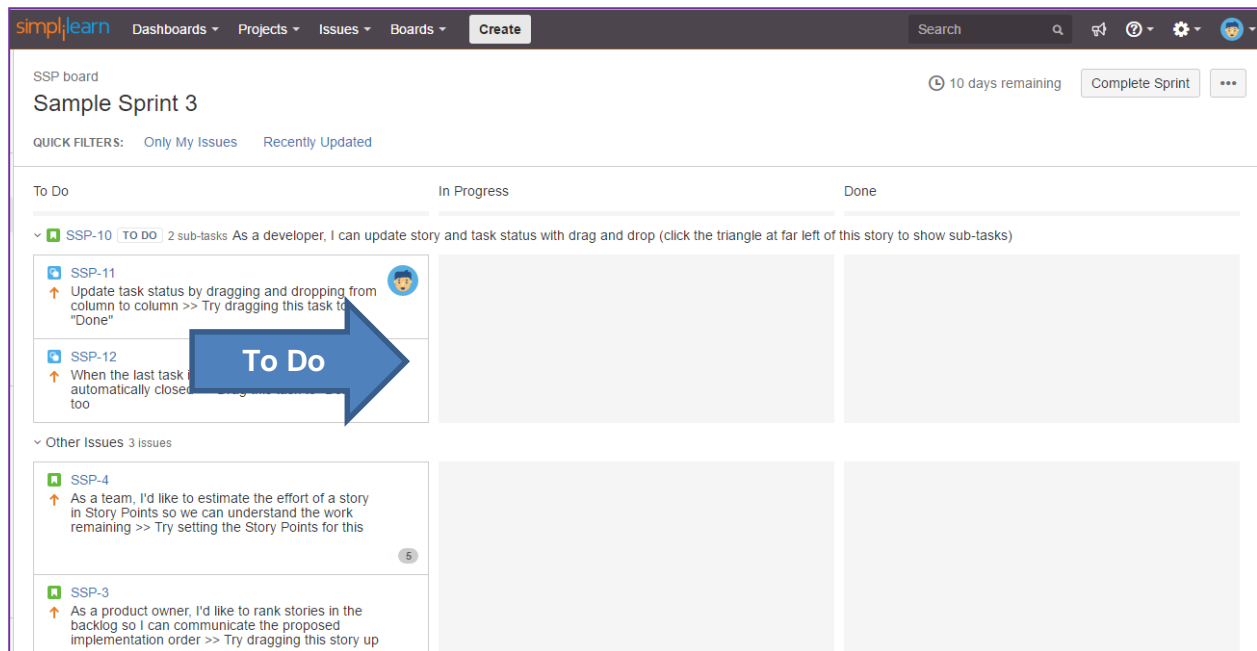 simplilearn Dashboards Projects Issues Boards Create Search
SSP board
10 days remaining Complete Sprint
Sample Sprint 3
QUICK FILTERS: Only My Issues Recently Updated
To Do In Progress Done
SSP-10 TO DO 2 sub-tasks As a developer, I can update story and task status with drag and drop (click the triangle at far left of this story to show sub-tasks)
SSP-11
Update task status by dragging and dropping from
column to column >> Try dragging this task to
"Done"
To Do
SSP-12
When the last task
automatically closed
too
Other Issues 3 issues
SSP-4
As a team, I'd like to estimate the effort of a story
in Story Points so we can understand the work
remaining >> Try setting the Story Points for this
5
SSP-3
As a product owner, I'd like to rank stories in the
backlog so I can communicate the proposed
implementation order >> Try dragging this story up